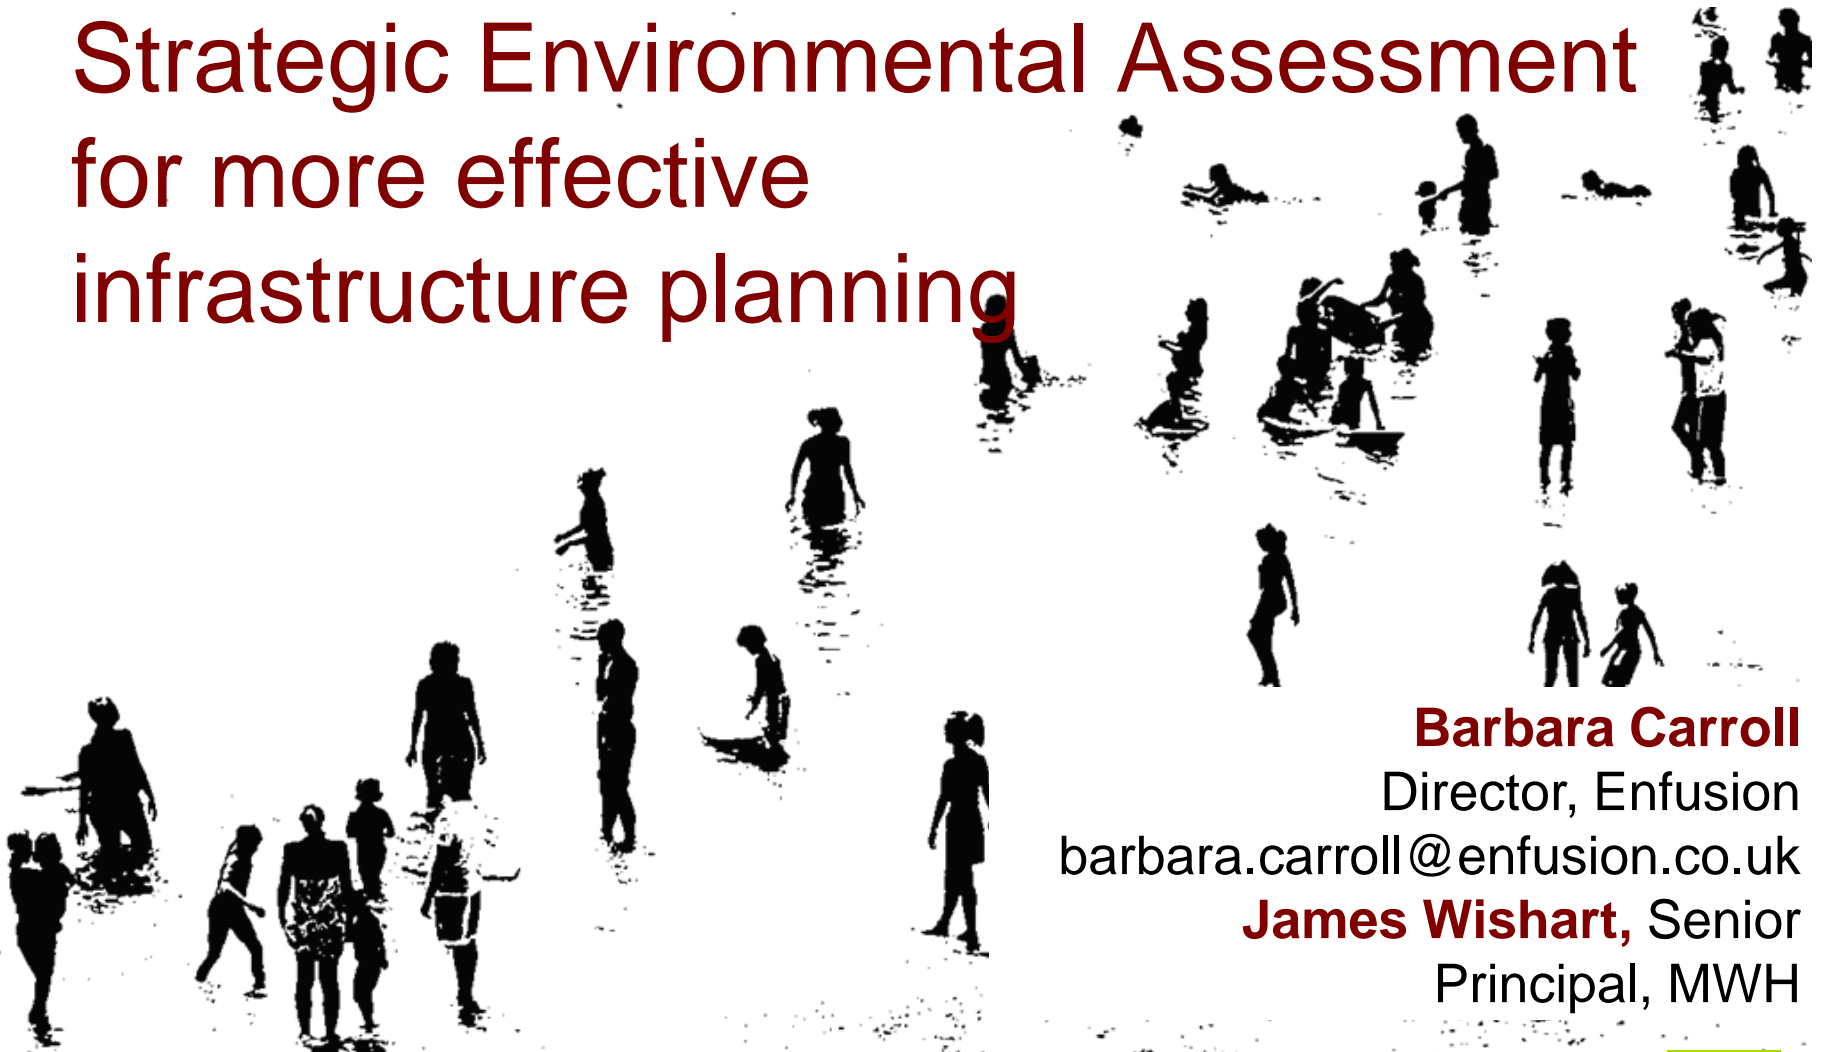 Strategic Environmental Assessment
for more effective
infrastructure planning
Barbara Carroll
Director, Enfusion
barbara.carroll@enfusion.co.uk
James Wishart, Senior
Principal, MWH